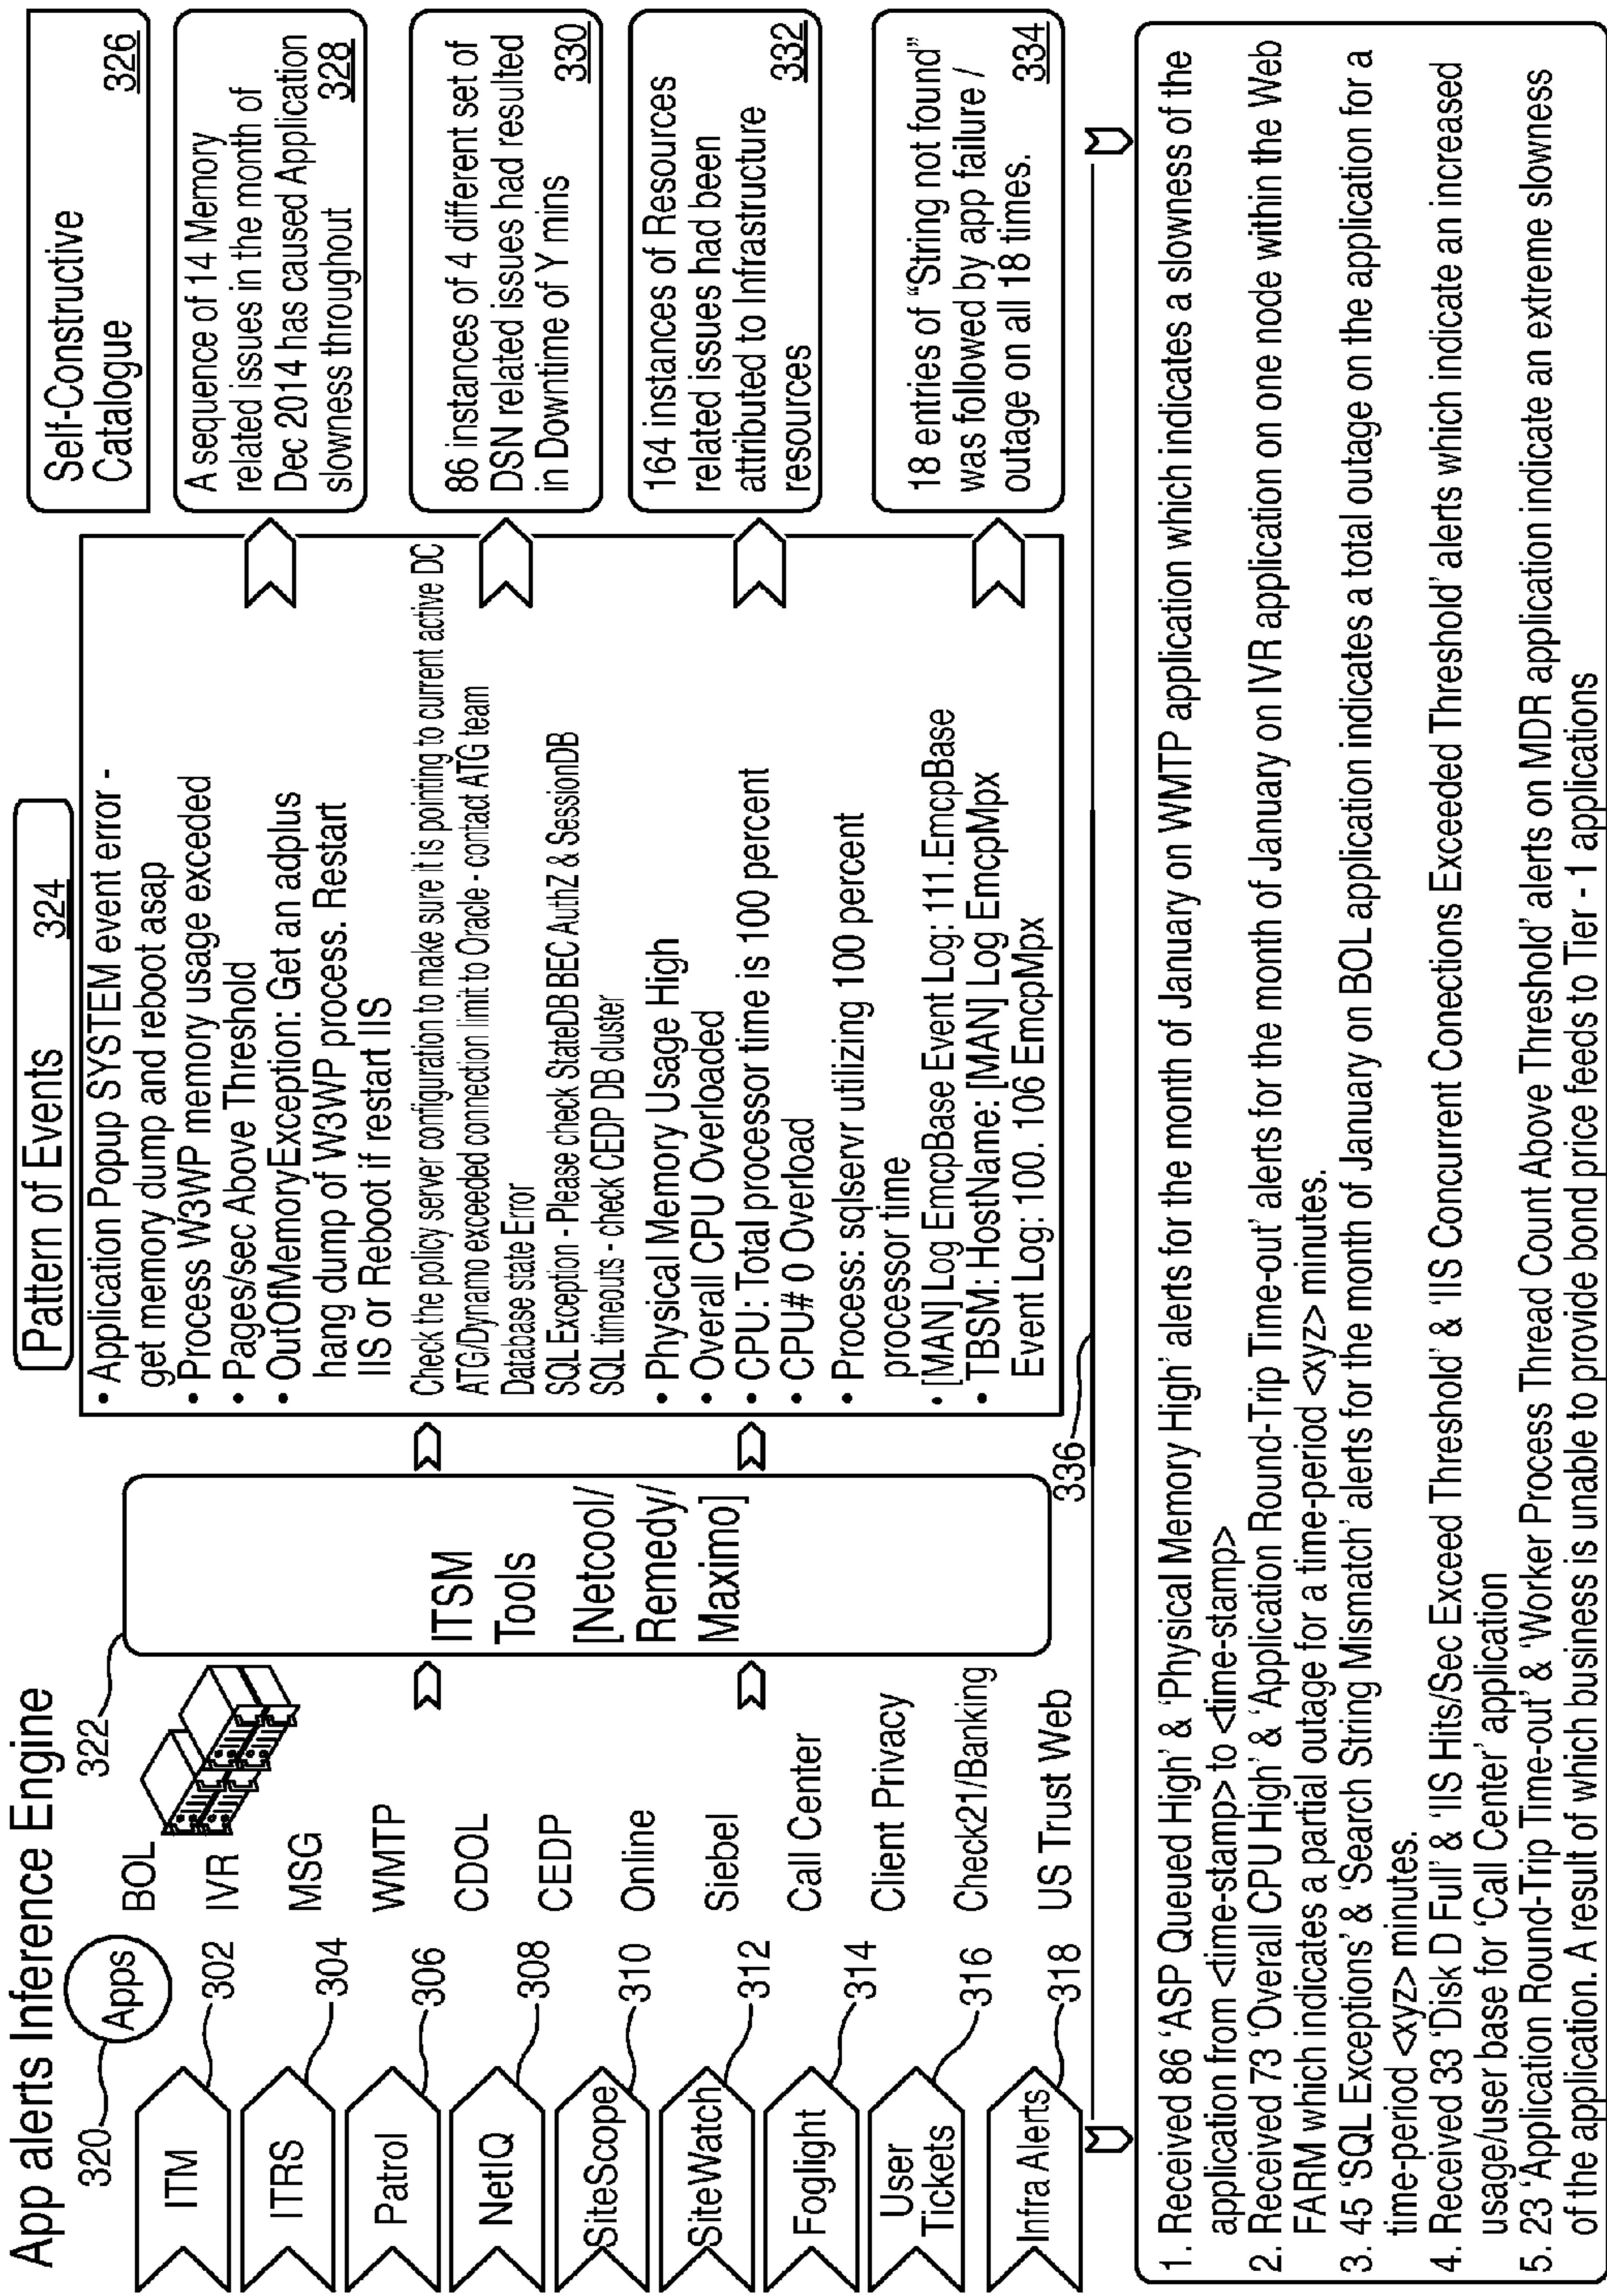 App alerts Inference Engine
320
Apps
ITM
302
ITRS
304
Patrol
306
NetIQ
308
SiteScope
310
SiteWatch
312
Foglight
314
User
Tickets
316
Infra Alerts
318
BOL
IVR
MSG
WMTP
CDOL
CEDP
Online
Siebel
Call Center
Client Privacy
Check21/Banking
US Trust Web
322
ITSM
Tools
[Netcool/
Remedy/
Maximo]
Pattern of Events 324
• Application Popup SYSTEM event error -
get memory dump and reboot asap
• Process W3WP memory usage exceded
• Pages/sec Above Threshold
• OutOfMemoryException: Get an adplus
hang dump of W3WP process. Restart
IIS or Reboot if restart IIS
Check the policy server configuration to make sure it is pointing to current active DC
ATG/Dynamo exceeded connection limit to Oracle - contact ATG team
Database state Error
SQL Exception - Please check StateDB BEC AuthZ & SessionDB
SQL timeouts - check CEDP DB cluster
• Physical Memory Usage High
• Overall CPU Overloaded
• CPU: Total processor time is 100 percent
• CPU# 0 Overload
• Process: sqlservr utilizing 100 percent
processor time
• [MAN] Log EmcpBase Event Log: 111.EmcpBase
• TBSM: HostName: [MAN] Log EmcpMpx
Event Log: 100. 106 EmcpMpx
Self-Constructive
Catalogue 326
A sequence of 14 Memory
related issues in the month of
Dec 2014 has caused Application
slowness throughout 328
86 instances of 4 different set of
DSN related issues had resulted
in Downtime of Y mins 330
164 instances of Resources
related issues had been
attributed to Infrastructure
resources 332
18 entries of "String not found"
was followed by app failure /
outage on all 18 times. 334
336
1. Received 86 ‘ASP Queued High’ & ‘Physical Memory High’ alerts for the month of January on WMTP application which indicates a slowness of the
application from <time-stamp> to <time-stamp>
2. Received 73 ‘Overall CPU High’ & ‘Application Round-Trip Time-out’ alerts for the month of January on IVR application on one node within the Web
FARM which indicates a partial outage for a time-period <xyz> minutes.
3. 45 ‘SQL Exceptions’ & ‘Search String Mismatch’ alerts for the month of January on BOL application indicates a total outage on the application for a
time-period <xyz> minutes.
4. Received 33 ‘Disk D Full’ & ‘IIS Hits/Sec Exceed Threshold’ & ‘IIS Concurrent Conections Exceeded Threshold’ alerts which indicate an increased
usage/user base for ‘Call Center’ application
5. 23 ‘Application Round-Trip Time-out’ & ‘Worker Process Thread Count Above Threshold’ alerts on MDR application indicate an extreme slowness
of the application. A result of which business is unable to provide bond price feeds to Tier - 1 applications